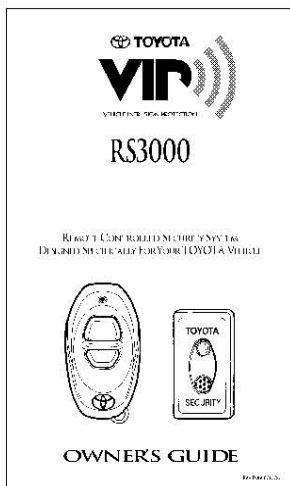 TOYOTA
VIP
RS3000
REMOTE CONTROLLED SECURITY SYSTEM
DESIGNED SPECIFICALLY FOR YOUR TOYOTA VEHICLE
TOYOTA
SECURITY
OWNER'S GUIDE